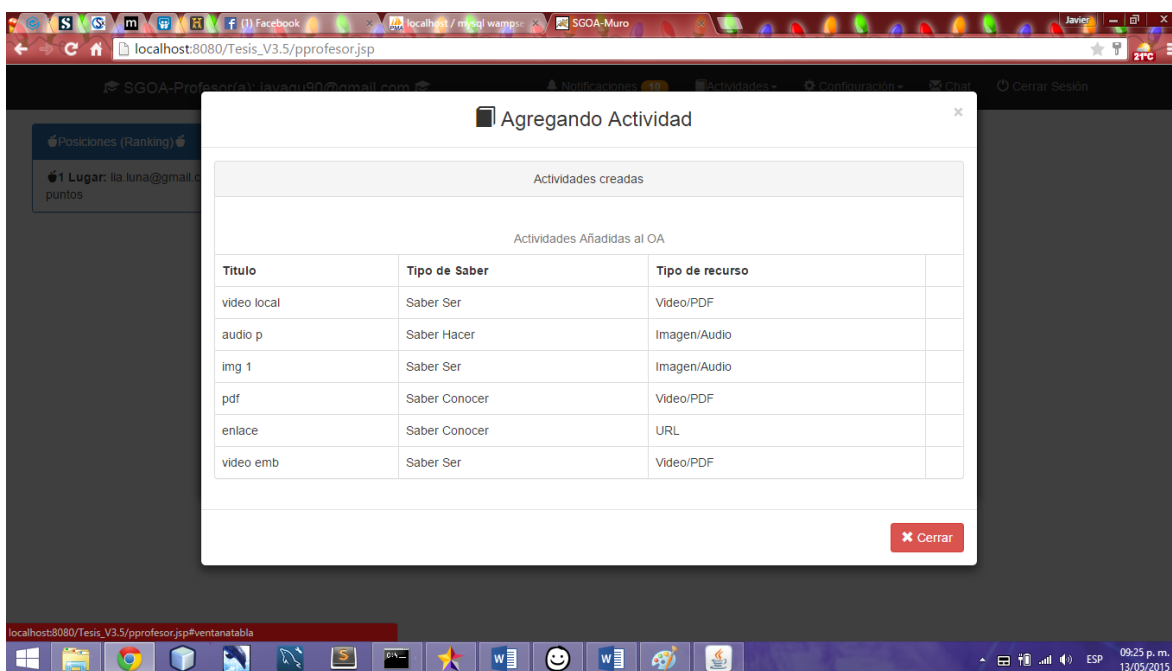 (1) Facebook
localhost / mysql wampse
SGOA-Muro
Javier
localhost:8080/Tesis_V3.5/pprofesor.jsp
21°C
SGOA-Profesor(a): javagu90@gmail.com
Notificaciones 10
Actividades
Configuración
Chat
Cerrar Sesión
Posiciones (Ranking)
1 Lugar: lia.luna@gmail.c
puntos
Agregando Actividad
×
Actividades creadas
Actividades Añadidas al OA
Titulo Tipo de Saber Tipo de recurso
video local Saber Ser Video/PDF
audio p Saber Hacer Imagen/Audio
img 1 Saber Ser Imagen/Audio
pdf Saber Conocer Video/PDF
enlace Saber Conocer URL
video emb Saber Ser Video/PDF
Cerrar
localhost:8080/Tesis_V3.5/pprofesor.jsp#ventanatabla
ESP
09:25 p. m.
13/05/2015